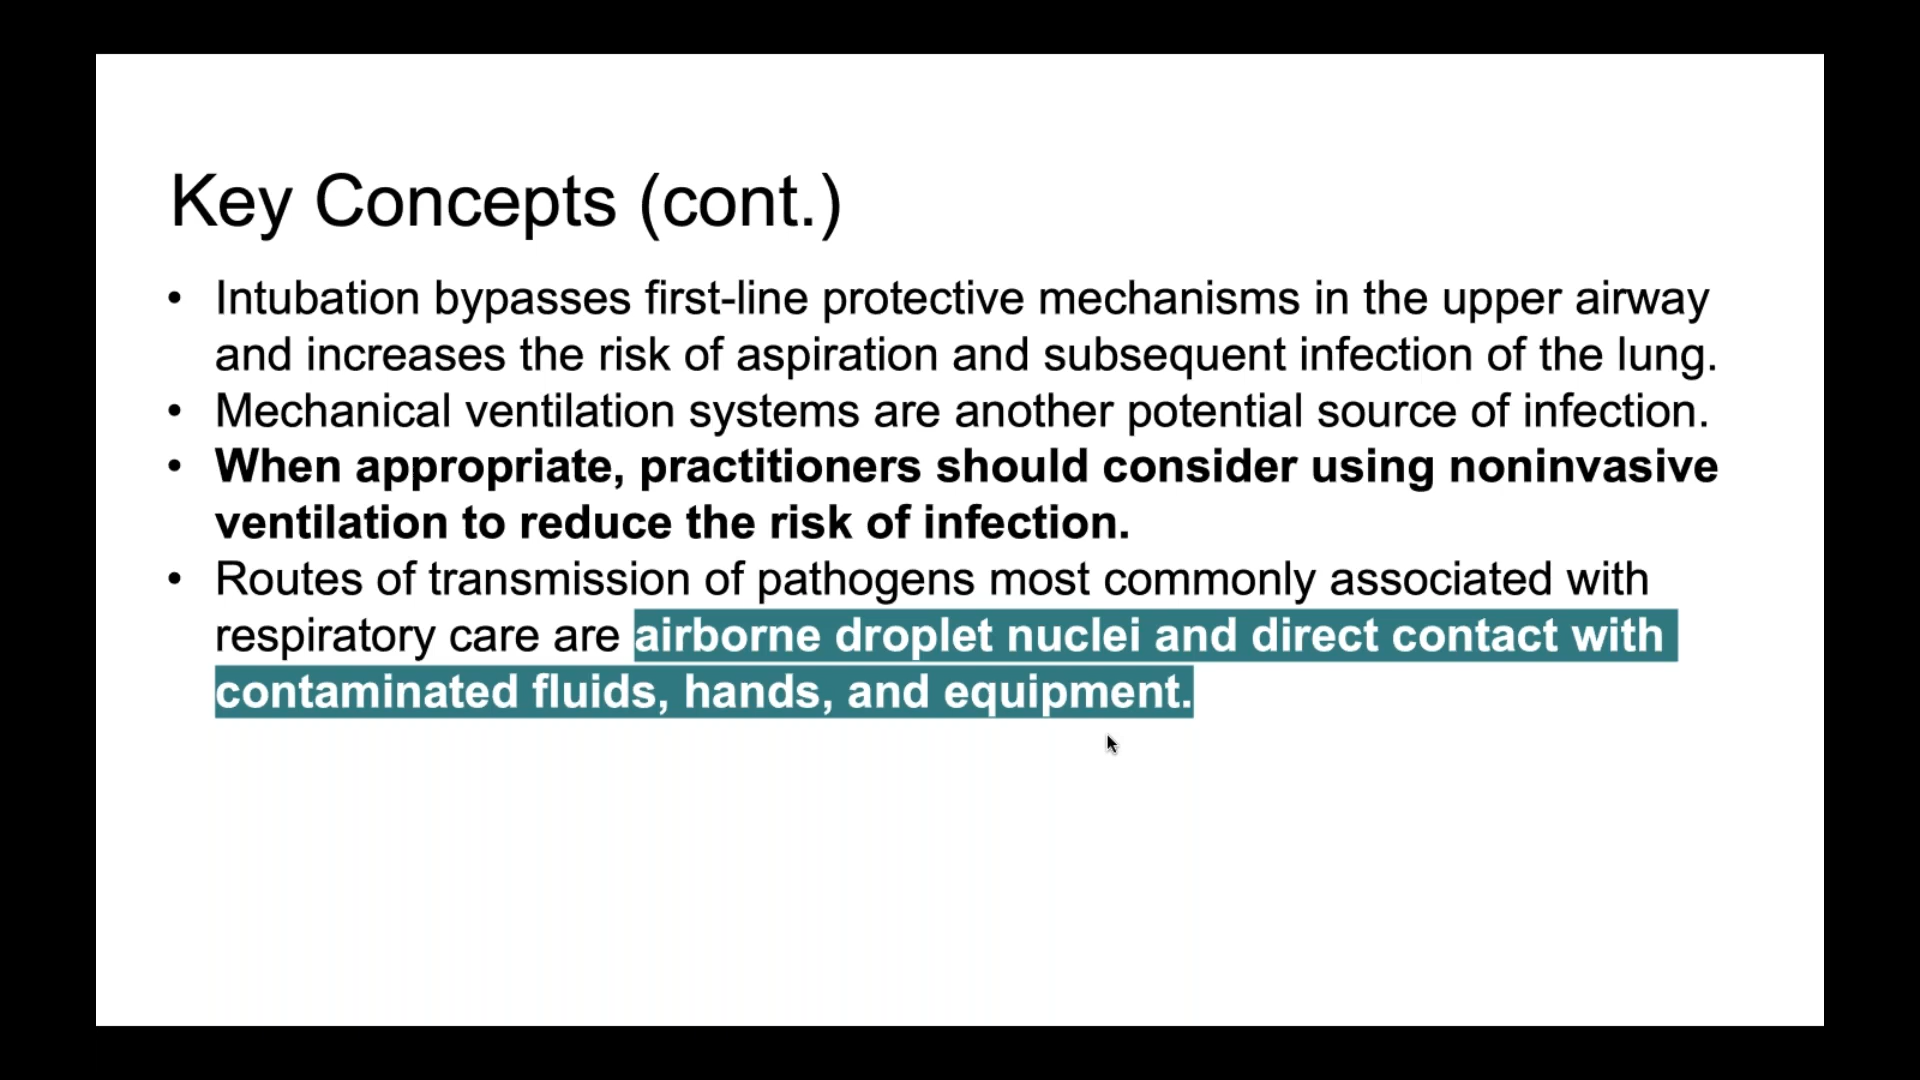 Key Concepts (cont.)
• Intubation bypasses first-line protective mechanisms in the upper airway
and increases the risk of aspiration and subsequent infection of the lung.
• Mechanical ventilation systems are another potential source of infection.
• When appropriate, practitioners should consider using noninvasive
ventilation to reduce the risk of infection.
• Routes of transmission of pathogens most commonly associated with
respiratory care are airborne droplet nuclei and direct contact with
contaminated fluids, hands, and equipment.